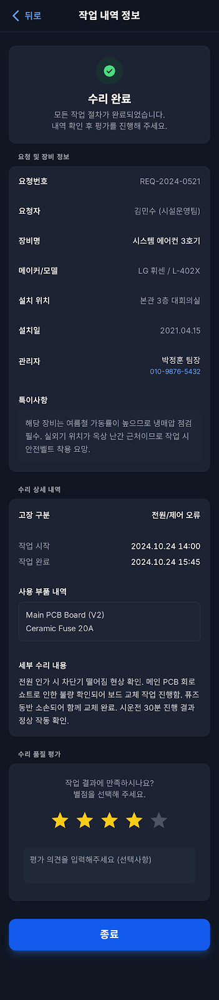 뒤로
작업 내역 정보
수리 완료
모든 작업 절차가 완료되었습니다.
내역 확인 후 평가를 진행해 주세요.
요청 및 장비 정보
요청번호 REQ-2024-0521
요청자 김민수 (시설운영팀)
장비명 시스템 에어컨 3호기
메이커/모델 LG 휘센 / L-402X
설치 위치 본관 3층 대회의실
설치일 2021.04.15
관리자 박정훈 팀장
010-9876-5432
특이사항
해당 장비는 여름철 가동률이 높으므로 냉매압 점검
필수. 실외기 위치가 옥상 난간 근처이므로 작업 시
안전벨트 착용 요망.
수리 상세 내역
고장 구분 전원/제어 오류
작업 시작 2024.10.24 14:00
작업 완료 2024.10.24 15:45
사용 부품 내역
Main PCB Board (V2)
Ceramic Fuse 20A
세부 수리 내용
전원 인가 시 차단기 떨어짐 현상 확인. 메인 PCB 회로
쇼트로 인한 불량 확인되어 보드 교체 작업 진행함. 퓨즈
동반 소손되어 함께 교체 완료. 시운전 30분 진행 결과
정상 작동 확인.
수리 품질 평가
작업 결과에 만족하시나요?
별점을 선택해 주세요.
평가 의견을 입력해주세요 (선택사항)
종료